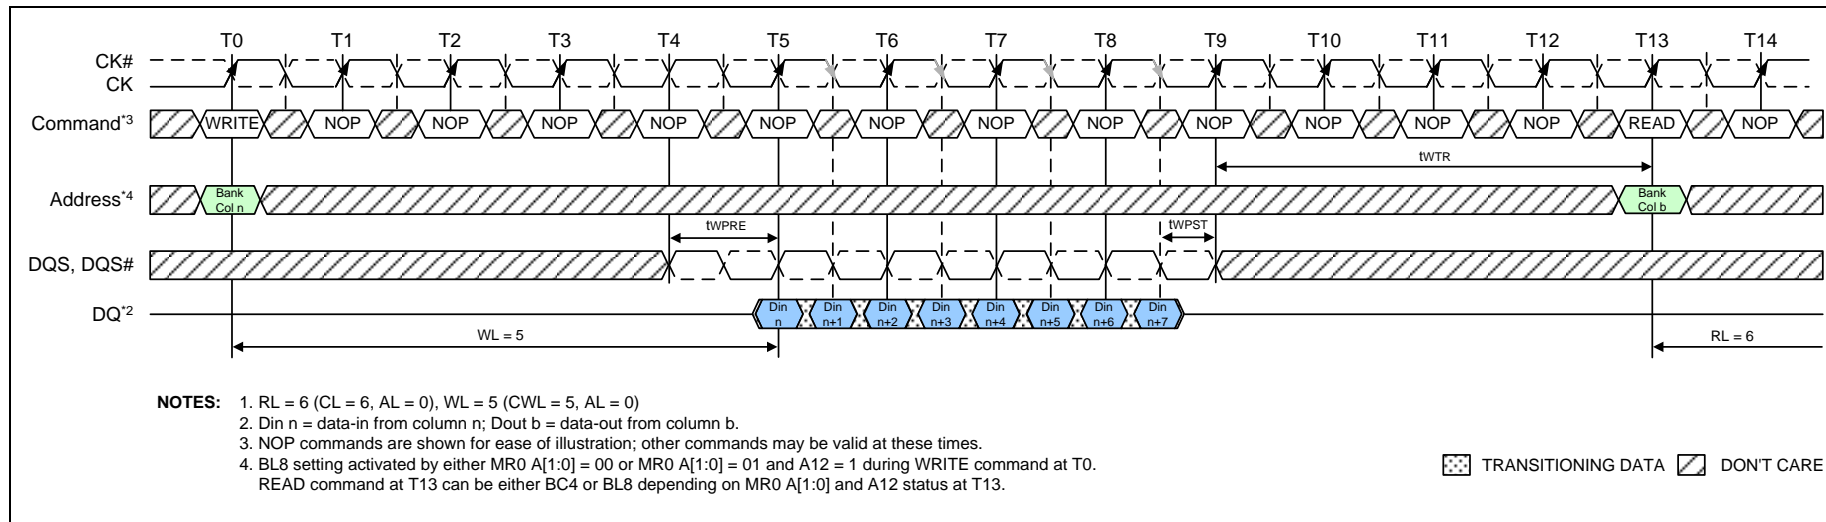 T0 T1 T2 T3 T4 T5 T6 T7 T8 T9 T10 T11 T12 T13 T14
CK#
CK
Command*3 WRITE NOP NOP NOP NOP NOP NOP NOP NOP NOP NOP NOP NOP READ NOP
tWTR
Address*4 Bank Col n Bank Col b
tWPRE tWPST
DQS, DQS#
DQ*2 Din n Din n+1 Din n+2 Din n+3 Din n+4 Din n+5 Din n+6 Din n+7
WL = 5 RL = 6
NOTES: 1. RL = 6 (CL = 6, AL = 0), WL = 5 (CWL = 5, AL = 0)
2. Din n = data-in from column n; Dout b = data-out from column b.
3. NOP commands are shown for ease of illustration; other commands may be valid at these times.
4. BL8 setting activated by either MR0 A[1:0] = 00 or MR0 A[1:0] = 01 and A12 = 1 during WRITE command at T0.
READ command at T13 can be either BC4 or BL8 depending on MR0 A[1:0] and A12 status at T13.
TRANSITIONING DATA DON'T CARE